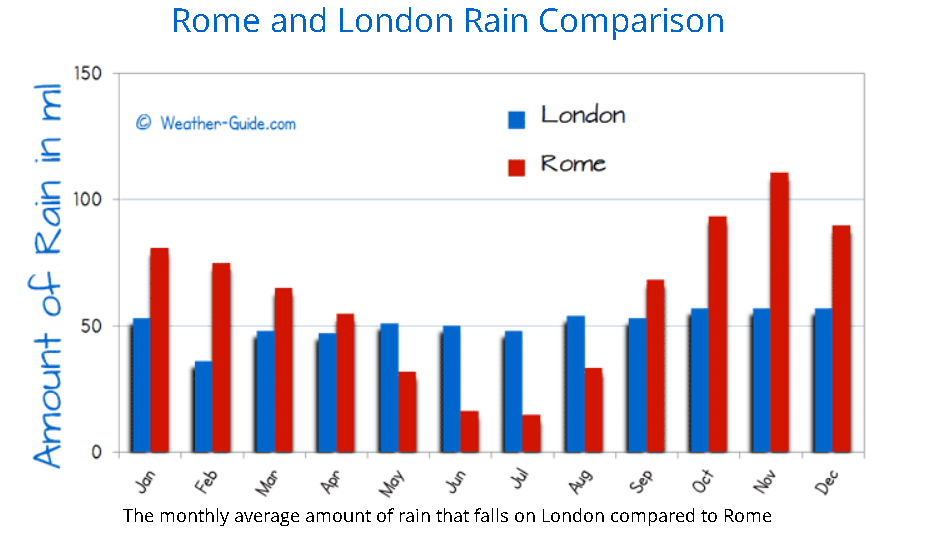 Rome and London Rain Comparison
Amount of Rain in ml
150
100
50
0
© Weather-Guide.com
London
Rome
Jan Feb Mar Apr May Jun Jul Aug Sep Oct Nov Dec
The monthly average amount of rain that falls on London compared to Rome